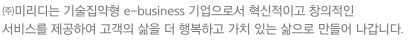 ㈜미리디는 기술집약형 e-business 기업으로서 혁신적이고 창의적인
서비스를 제공하여 고객의 삶을 더 행복하고 가치 있는 삶으로 만들어 나갑니다.